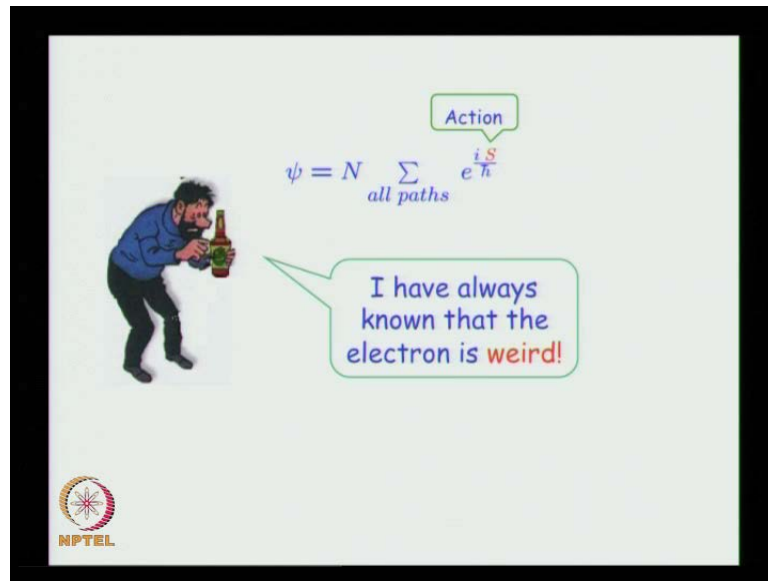 Action
ψ = N ∑ e^{iS/ħ}
all paths
I have always
known that the
electron is weird!
NPTEL